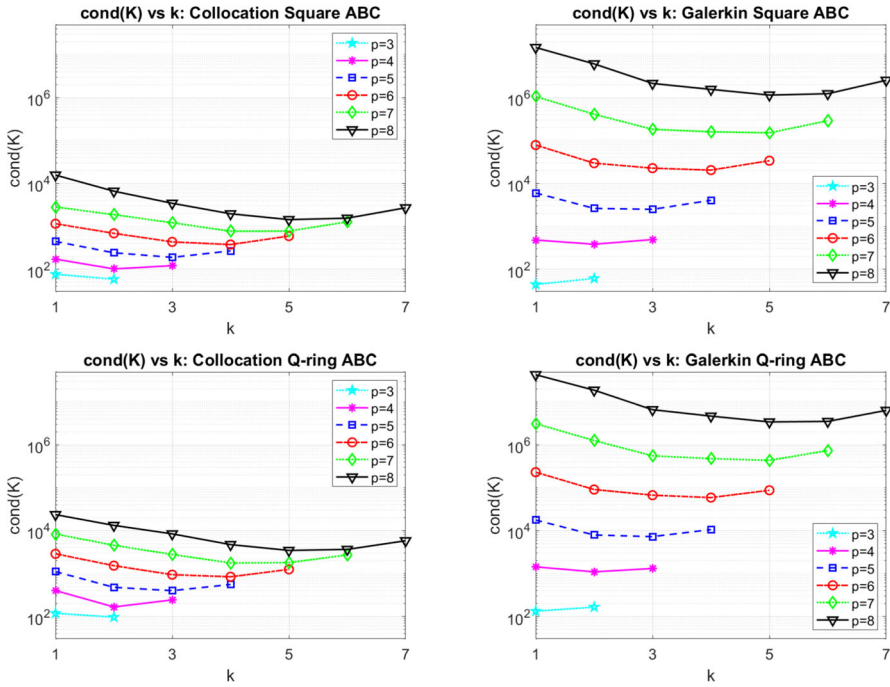 cond(K) vs k: Collocation Square ABC
cond(K)
10^6
10^4
10^2
1
3
5
7
k
p=3
p=4
p=5
p=6
p=7
p=8
cond(K) vs k: Galerkin Square ABC
cond(K)
10^6
10^4
10^2
1
3
5
7
k
p=3
p=4
p=5
p=6
p=7
p=8
cond(K) vs k: Collocation Q-ring ABC
cond(K)
10^6
10^4
10^2
1
3
5
7
k
p=3
p=4
p=5
p=6
p=7
p=8
cond(K) vs k: Galerkin Q-ring ABC
cond(K)
10^6
10^4
10^2
1
3
5
7
k
p=3
p=4
p=5
p=6
p=7
p=8